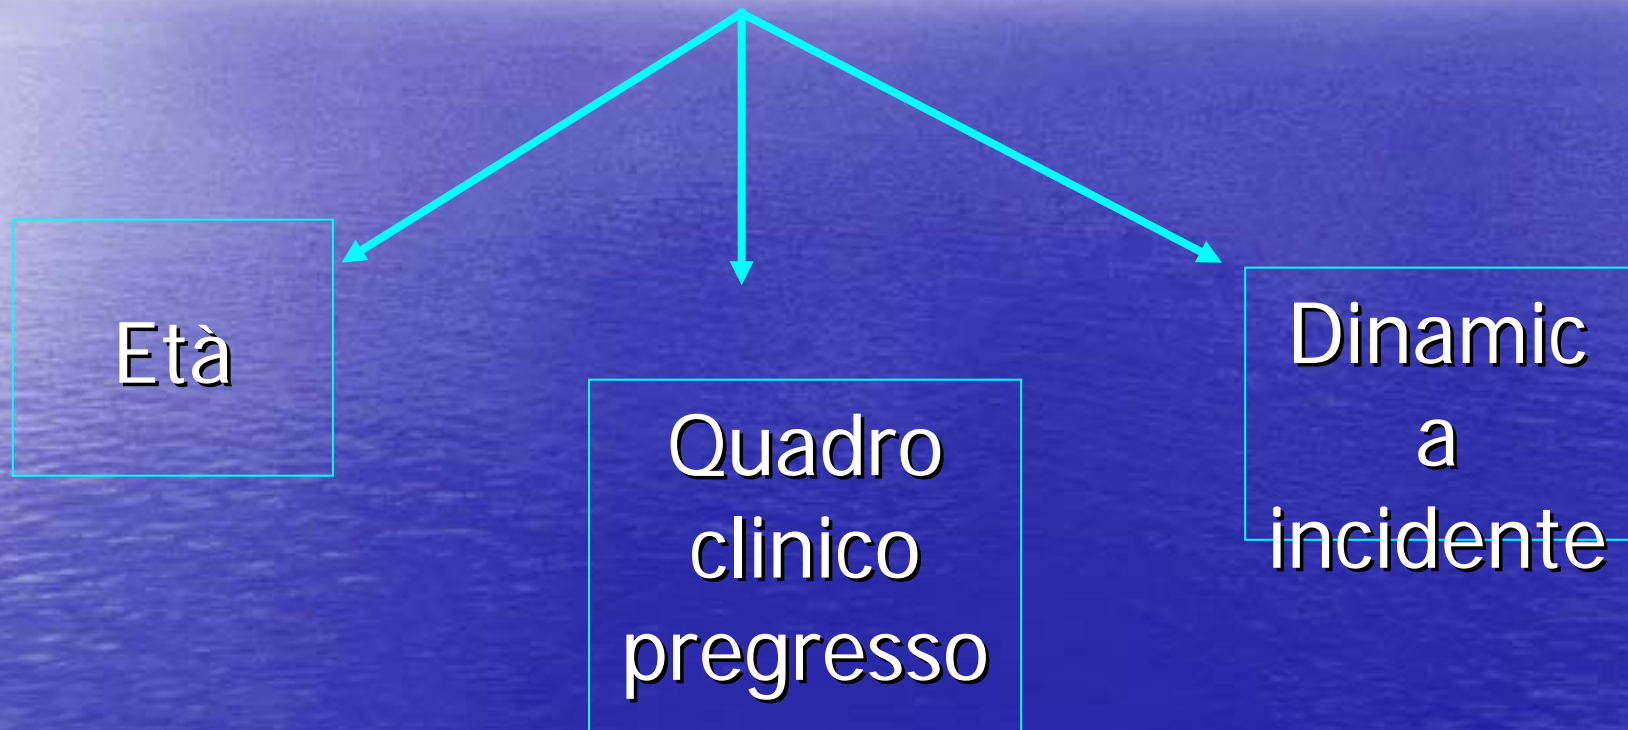 Età
Quadro
clinico
pregresso
Dinamic
a
incidente